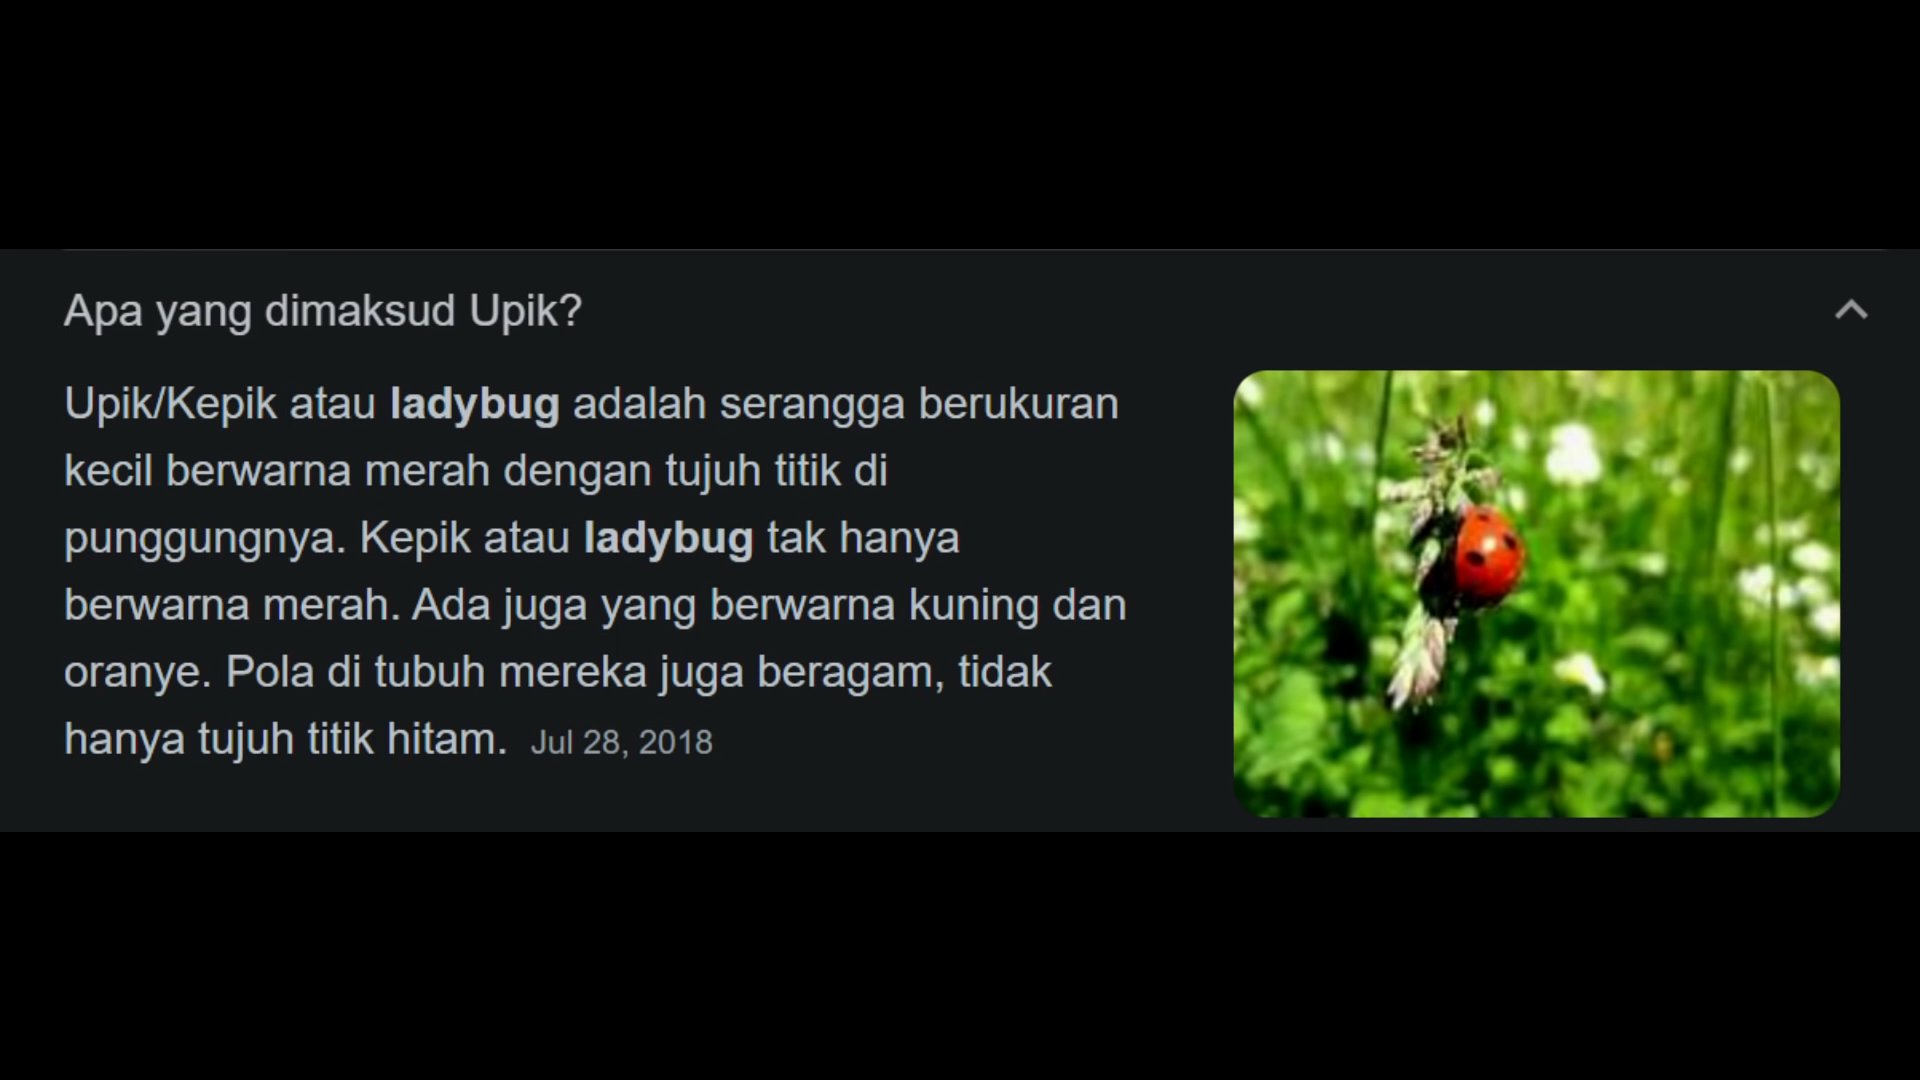 Apa yang dimaksud Upik?
Upik/Kepik atau ladybug adalah serangga berukuran
kecil berwarna merah dengan tujuh titik di
punggungnya. Kepik atau ladybug tak hanya
berwarna merah. Ada juga yang berwarna kuning dan
oranye. Pola di tubuh mereka juga beragam, tidak
hanya tujuh titik hitam. Jul 28, 2018